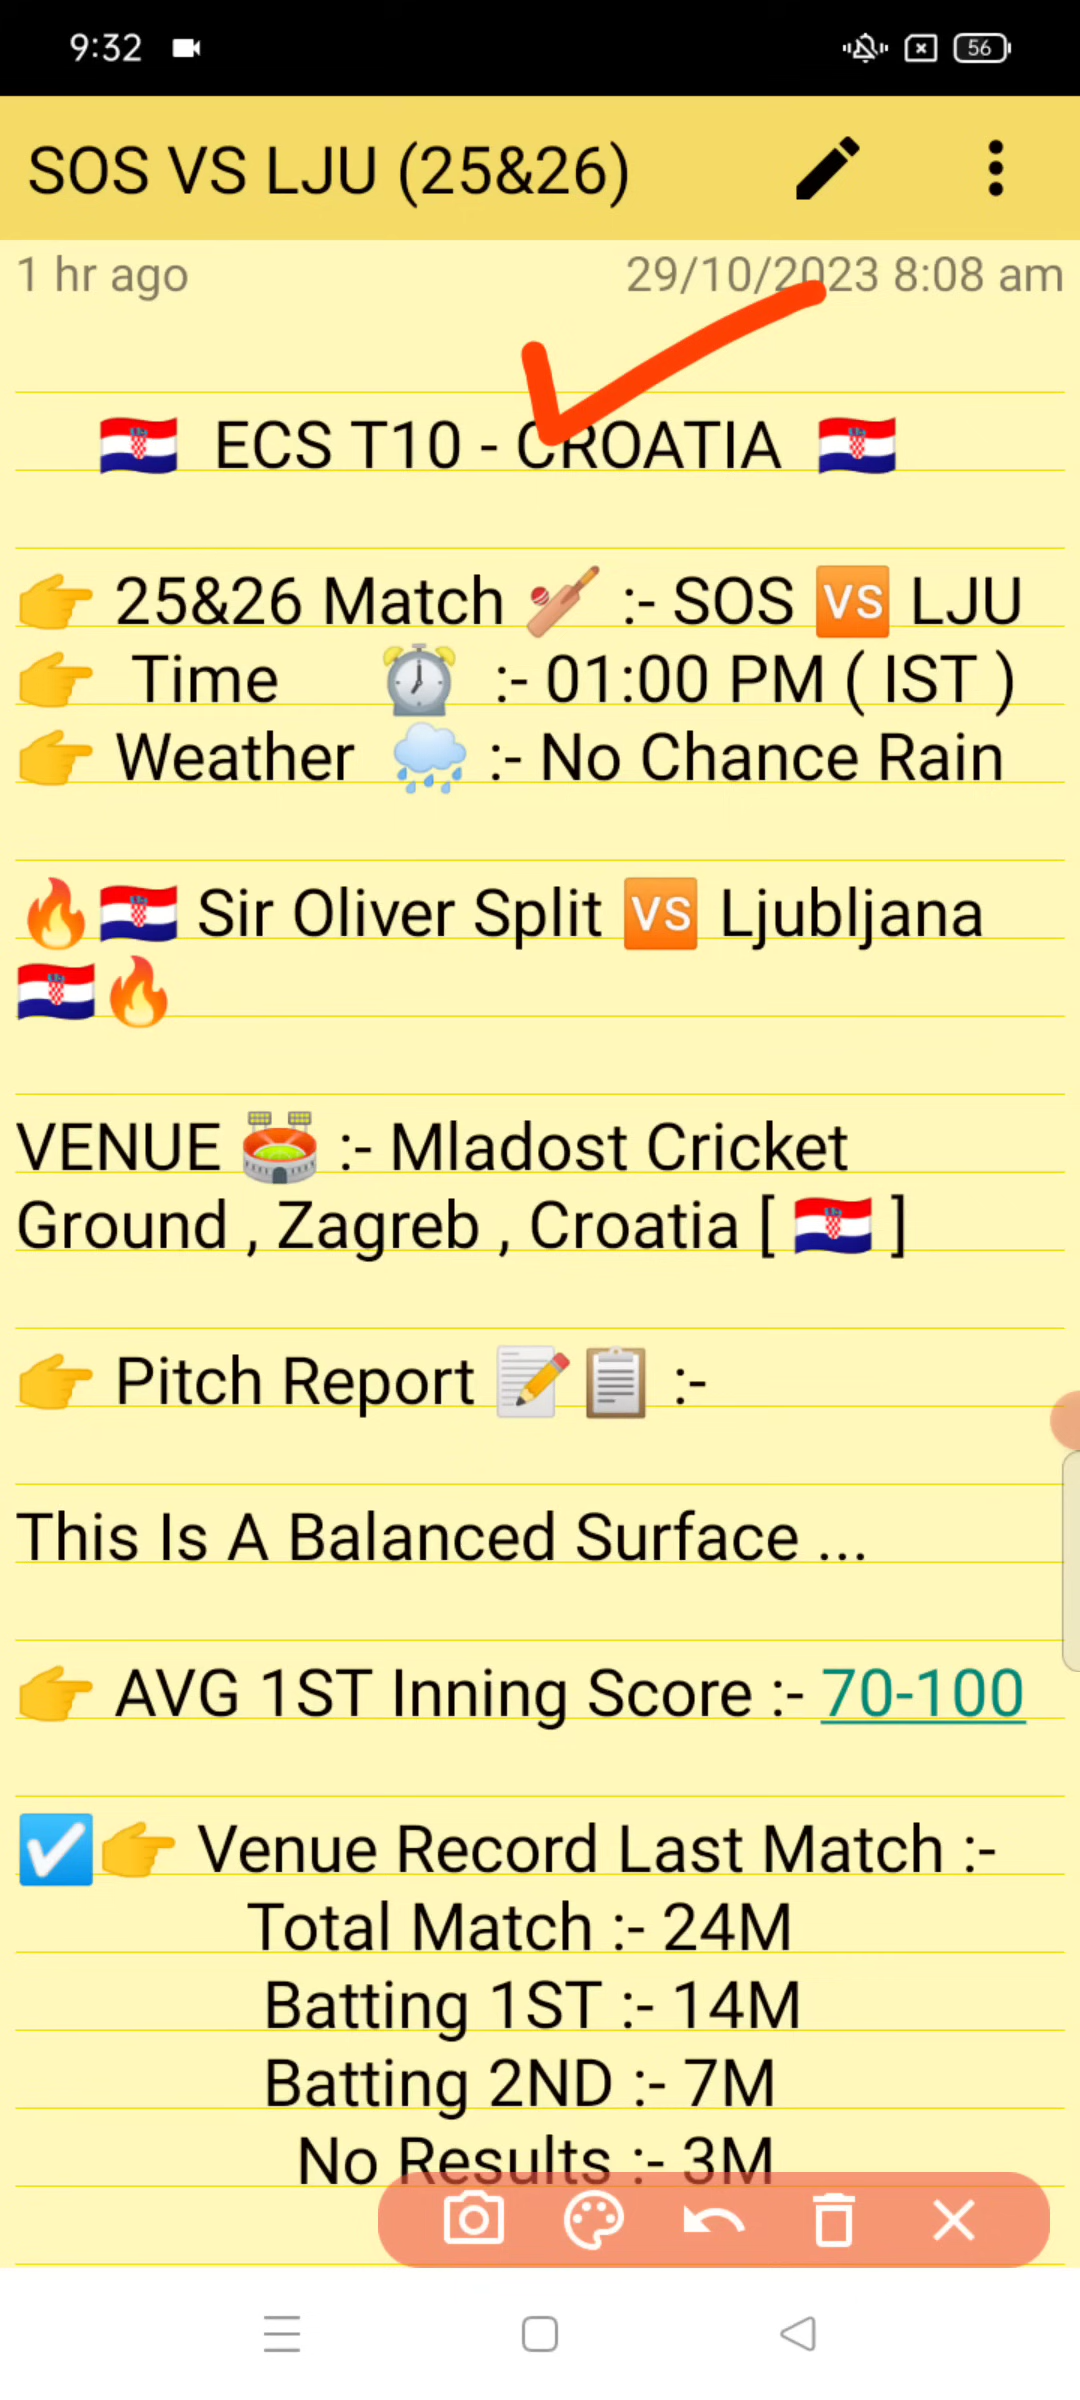 9:32
56
SOS VS LJU (25&26)
1 hr ago 29/10/2023 8:08 am
🇭🇷 ECS T10 - CROATIA 🇭🇷
👉 25&26 Match 🏏 :- SOS 🆚 LJU
👉 Time ⏰ :- 01:00 PM ( IST )
👉 Weather 🌧️ :- No Chance Rain
🔥🇭🇷 Sir Oliver Split 🆚 Ljubljana
🇭🇷🔥
VENUE 🏟️ :- Mladost Cricket
Ground , Zagreb , Croatia [ 🇭🇷 ]
👉 Pitch Report 📝📋 :-
This Is A Balanced Surface ...
👉 AVG 1ST Inning Score :- 70-100
☑️👉 Venue Record Last Match :-
Total Match :- 24M
Batting 1ST :- 14M
Batting 2ND :- 7M
No Results :- 3M